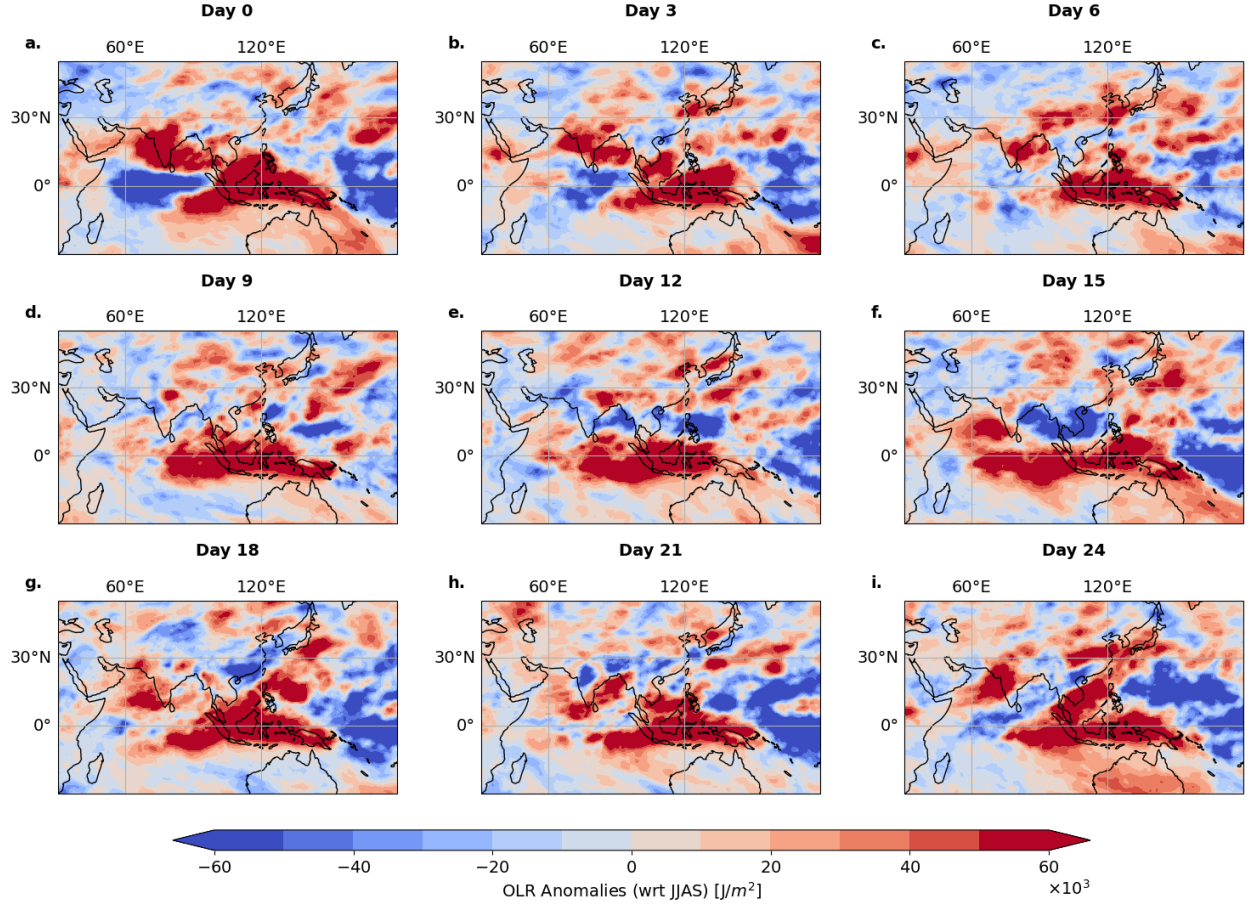 Day 0
Day 3
Day 6
a.
60°E
120°E
b.
60°E
120°E
c.
60°E
120°E
30°N
0°
30°N
0°
30°N
0°
Day 9
Day 12
Day 15
d.
60°E
120°E
e.
60°E
120°E
f.
60°E
120°E
30°N
0°
30°N
0°
30°N
0°
Day 18
Day 21
Day 24
g.
60°E
120°E
h.
60°E
120°E
i.
60°E
120°E
30°N
0°
30°N
0°
30°N
0°
−60
−40
−20
0
20
40
60
×10³
OLR Anomalies (wrt JJAS) [J/m²]